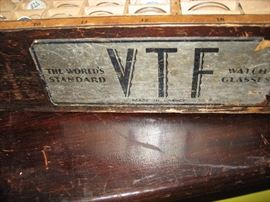 THE WORLD'S
STANDARD
VTF
WATCH
GLASSES
MADE IN FRANCE